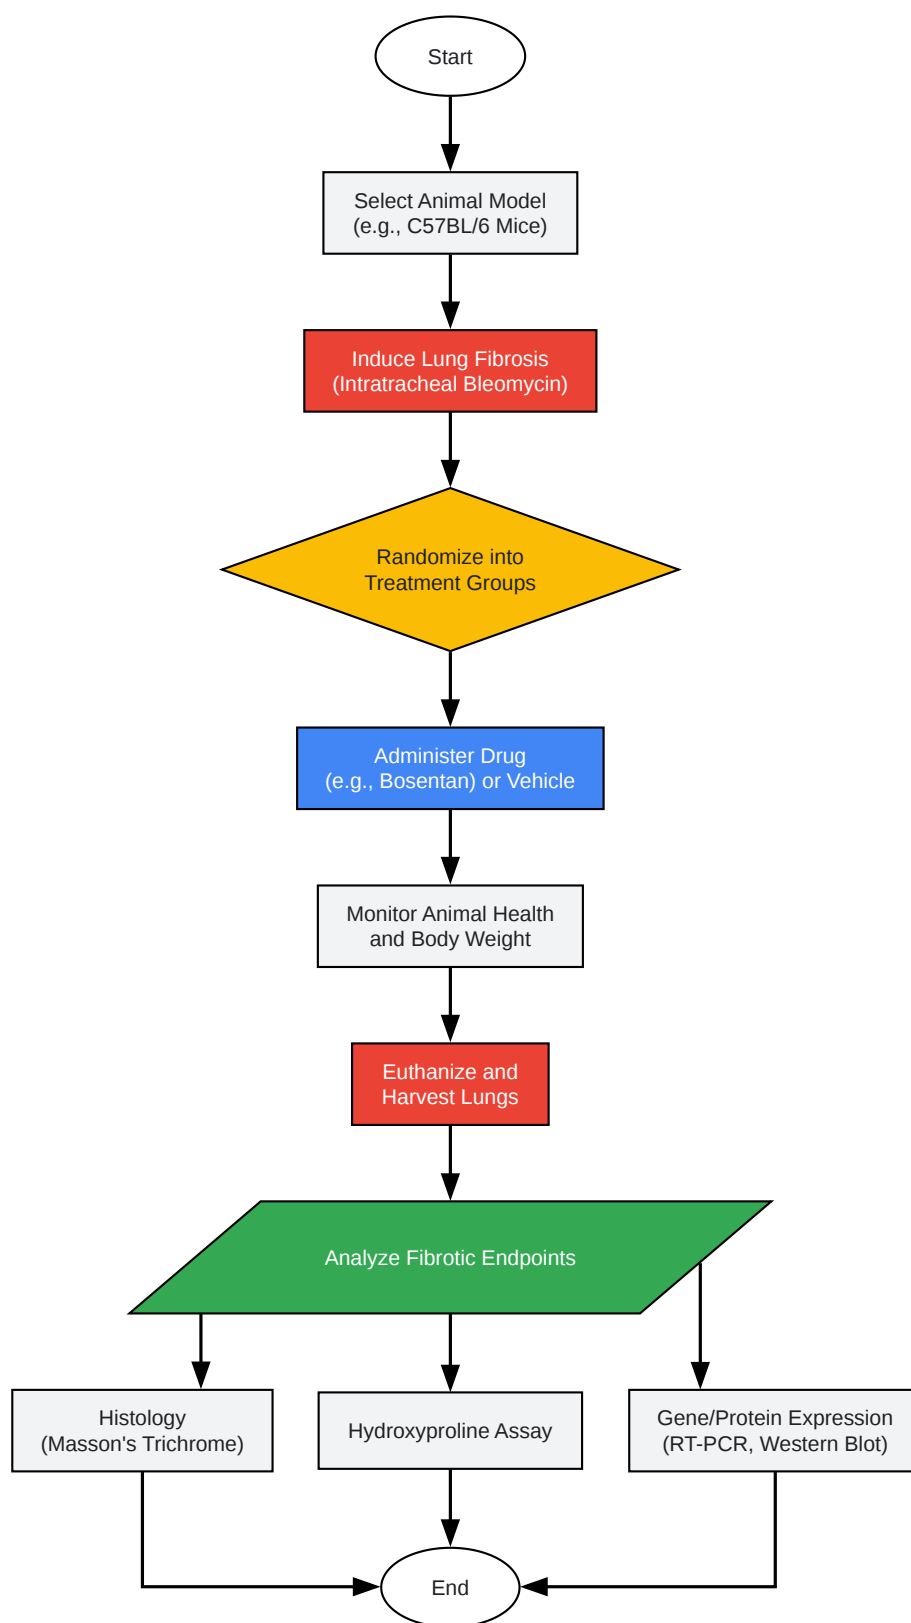 Start
Select Animal Model
(e.g., C57BL/6 Mice)
Induce Lung Fibrosis
(Intratracheal Bleomycin)
Randomize into
Treatment Groups
Administer Drug
(e.g., Bosentan) or Vehicle
Monitor Animal Health
and Body Weight
Euthanize and
Harvest Lungs
Analyze Fibrotic Endpoints
Histology
(Masson's Trichrome)
Hydroxyproline Assay
Gene/Protein Expression
(RT-PCR, Western Blot)
End